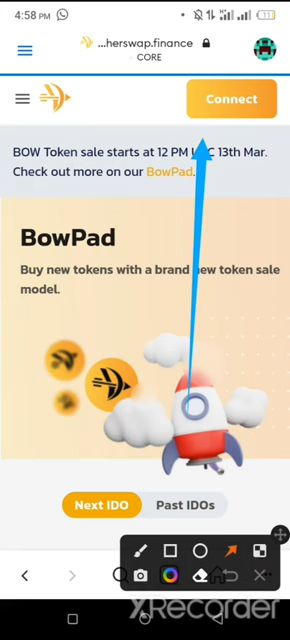 4:58 PM
11
...herswap.finance
CORE
Connect
BOW Token sale starts at 12 PM C 13th Mar.
Check out more on our BowPad.
BowPad
Buy new tokens with a brand new token sale
model.
Next IDO
Past IDOs
XRecorder